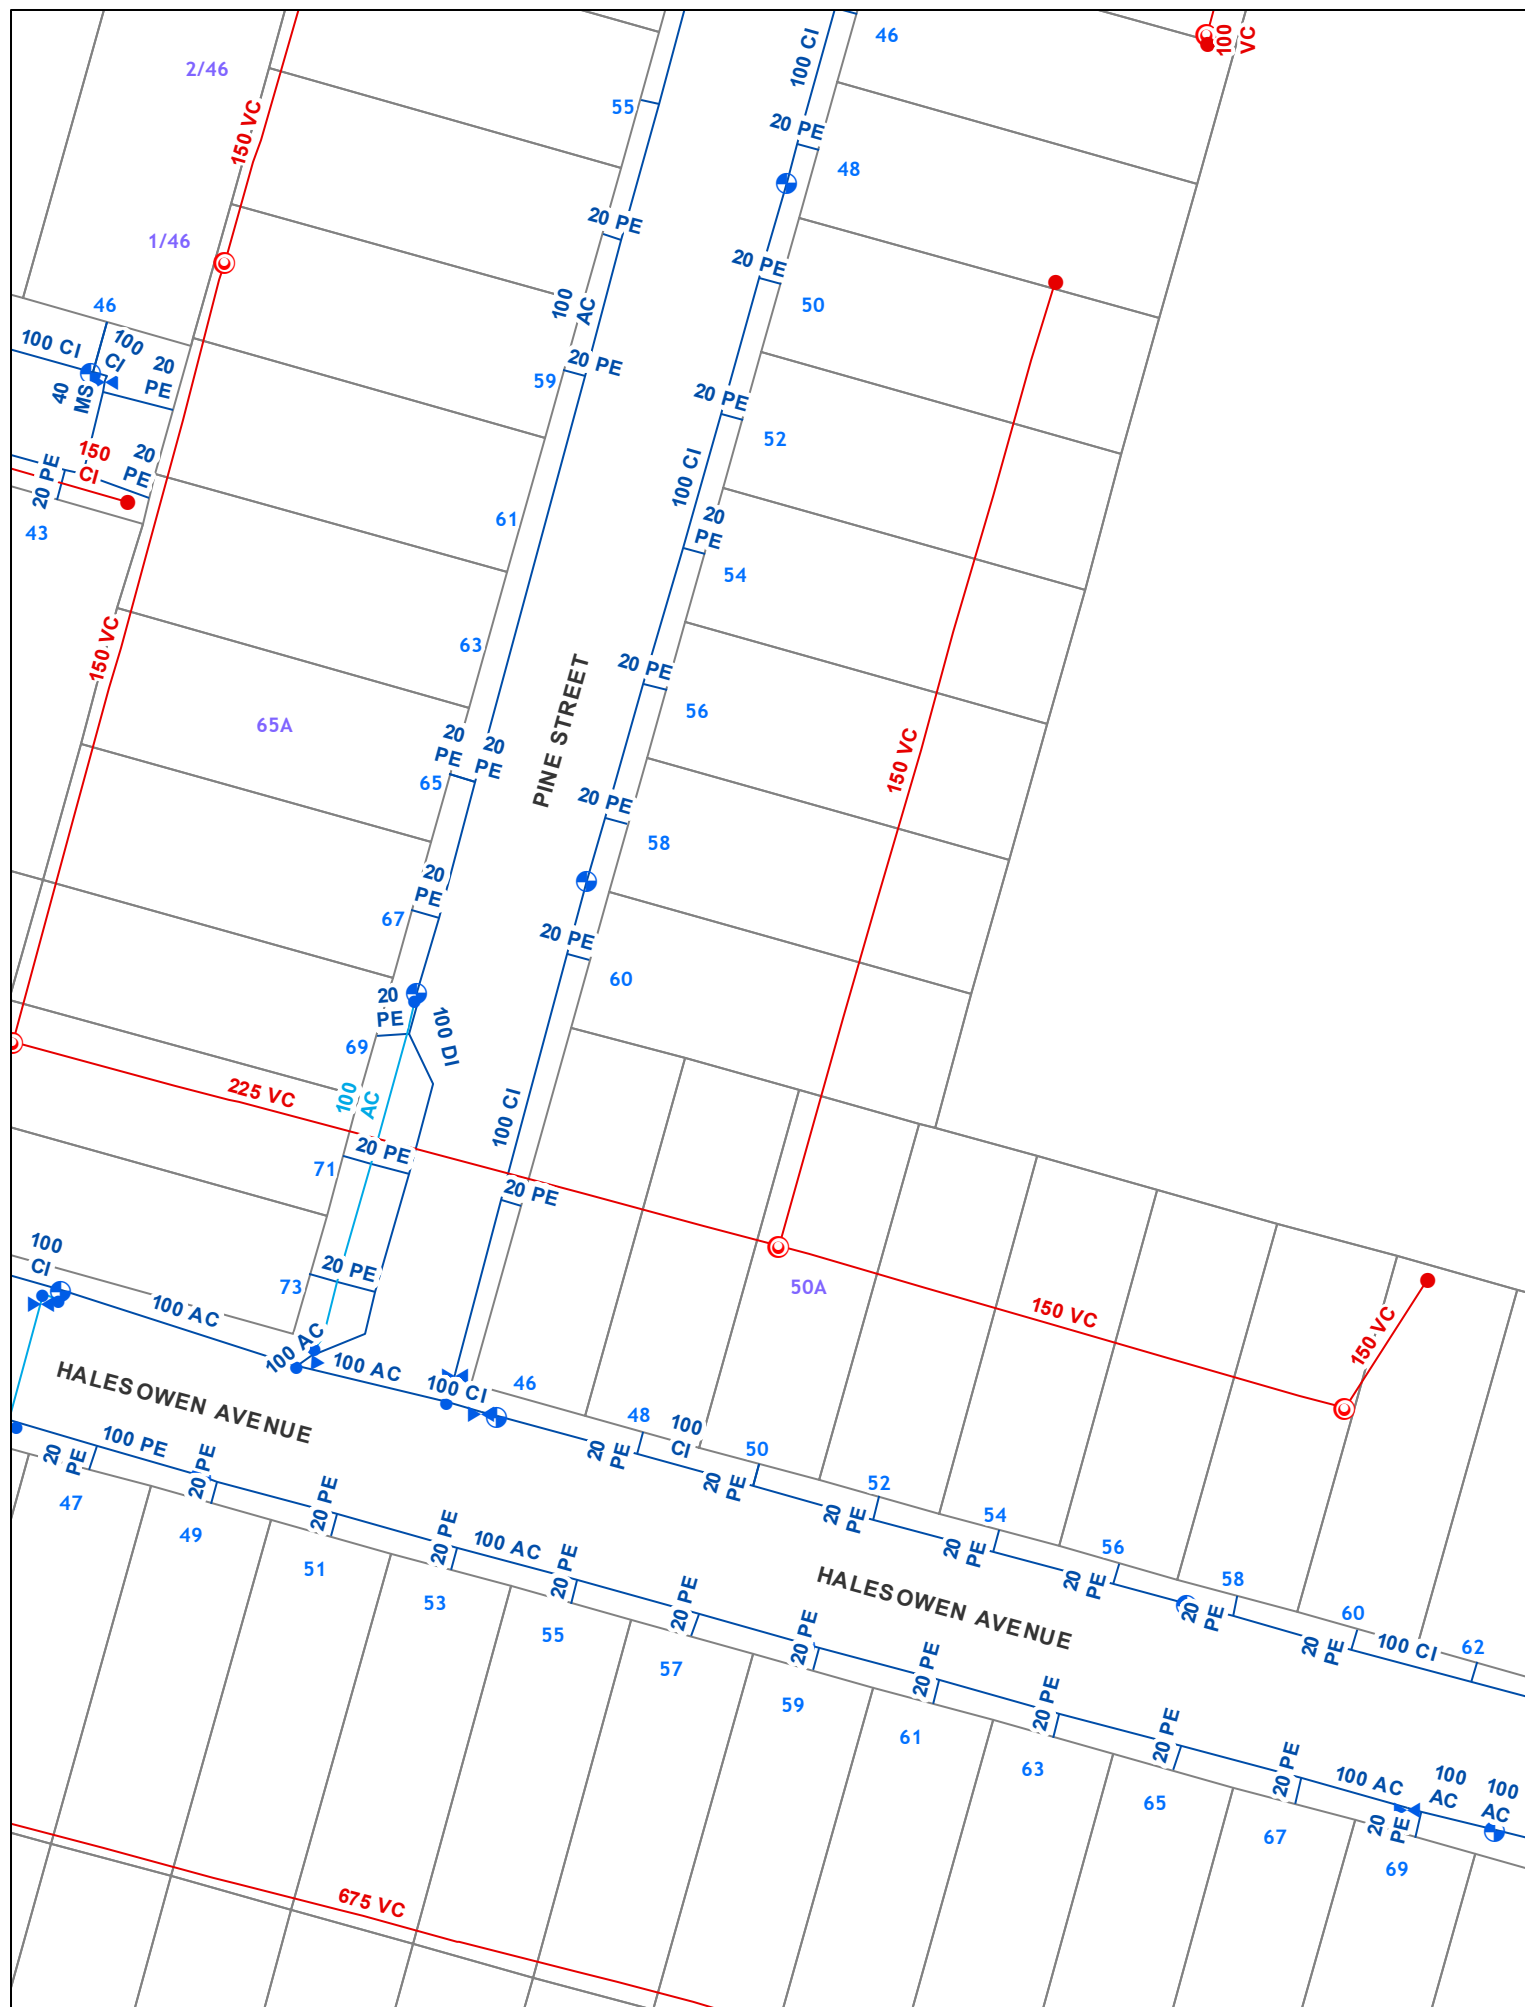 46
100 CI
100
VC
2/46
55
150 VC
20 PE
48
20 PE
1/46
20 PE
50
46
100
AC
100 CI
100
CI
20
PE
20 PE
59
40
MS
20 PE
52
150
CI
20
PE
20 PE
100 CI
43
61
20
PE
54
150 VC
63
20 PE
56
PINE STREET
65A
20
PE
20
PE
65
150 VC
20 PE
58
20
PE
67
20 PE
60
20
PE
100 DI
69
225 VC
100
AC
100 CI
20 PE
71
20 PE
100
CI
20 PE
73
50A
100 AC
150 VC
150 VC
100 AC
100 AC
HALESOWEN AVENUE
100 CI
46
48
100
CI
50
20
PE
100 PE
20 PE
20
PE
20
PE
52
47
49
20 PE
20
PE
54
51
20 PE
100 AC
20
PE
56
53
20 PE
20
PE
58
55
HALESOWEN AVENUE
20
PE
60
57
20 PE
20
PE
100 CI
62
59
20 PE
61
20 PE
63
20 PE
65
20 PE
67
20 PE
100 AC
100
AC
100
AC
20
PE
69
675 VC